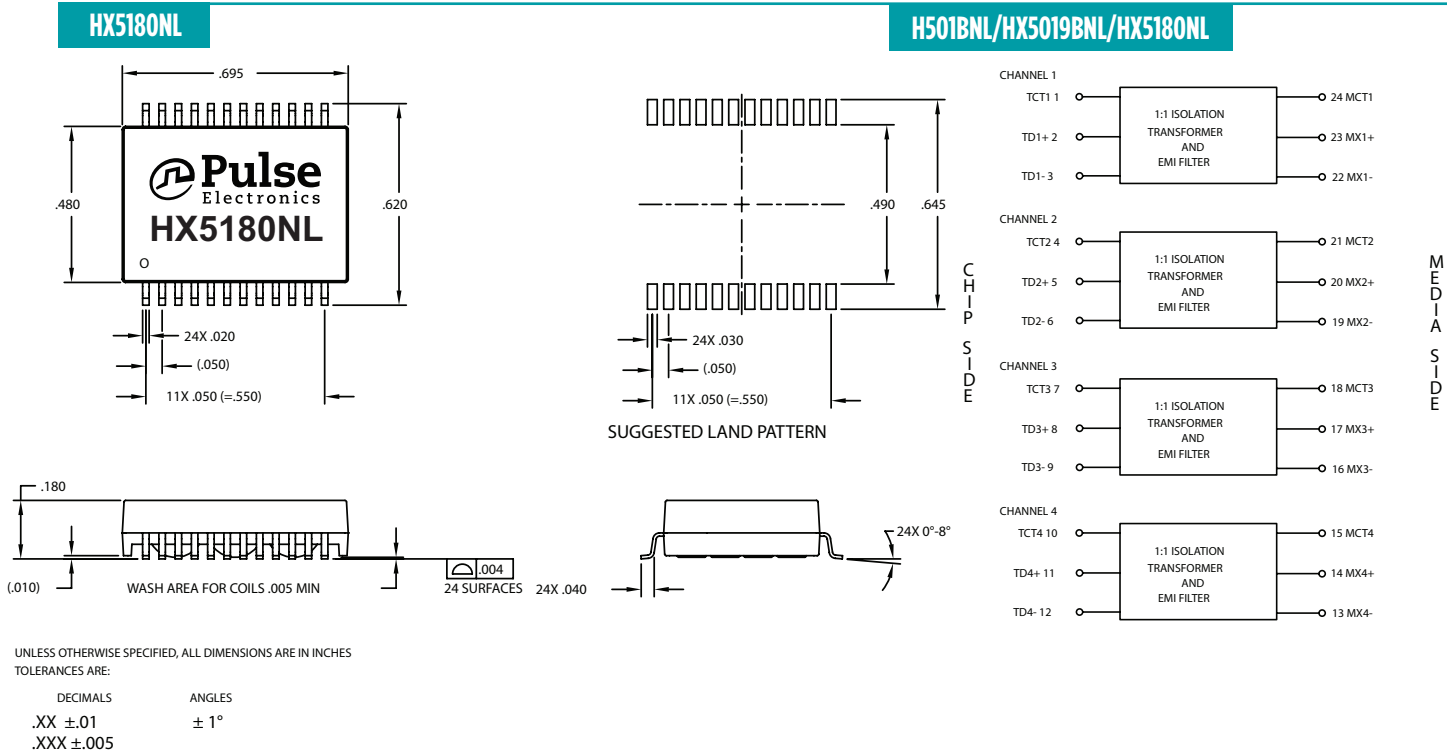 HX5180NL
H501BNL/HX5019BNL/HX5180NL
.695
.480
.620
Pulse
Electronics
HX5180NL
O
24X .020
(.050)
11X .050 (=.550)
.490
.645
24X .030
(.050)
11X .050 (=.550)
SUGGESTED LAND PATTERN
.180
(.010)
WASH AREA FOR COILS .005 MIN
.004
24 SURFACES
24X .040
24X 0°-8°
CHIP SIDE
CHANNEL 1
TCT1 1
TD1+ 2
TD1- 3
1:1 ISOLATION
TRANSFORMER
AND
EMI FILTER
24 MCT1
23 MX1+
22 MX1-
CHANNEL 2
TCT2 4
TD2+ 5
TD2- 6
1:1 ISOLATION
TRANSFORMER
AND
EMI FILTER
21 MCT2
20 MX2+
19 MX2-
CHANNEL 3
TCT3 7
TD3+ 8
TD3- 9
1:1 ISOLATION
TRANSFORMER
AND
EMI FILTER
18 MCT3
17 MX3+
16 MX3-
CHANNEL 4
TCT4 10
TD4+ 11
TD4- 12
1:1 ISOLATION
TRANSFORMER
AND
EMI FILTER
15 MCT4
14 MX4+
13 MX4-
MEDIA SIDE
UNLESS OTHERWISE SPECIFIED, ALL DIMENSIONS ARE IN INCHES
TOLERANCES ARE:
DECIMALS ANGLES
.XX ±.01 ± 1°
.XXX ±.005